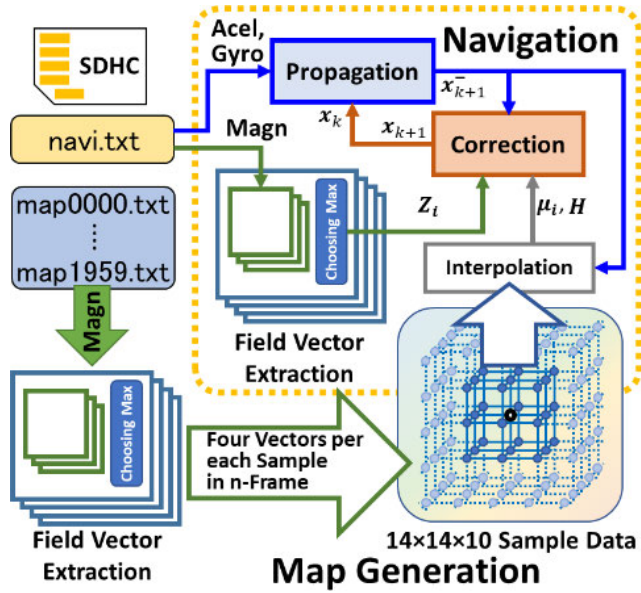 SDHC
Acel,
Gyro
Navigation
Propagation
x⁻ₖ₊₁
navi.txt
Magn
xₖ
xₖ₊₁
Correction
map0000.txt
⋮
map1959.txt
Choosing Max
Zᵢ
μᵢ, H
Interpolation
Magn
Field Vector
Extraction
Choosing Max
Four Vectors per
each Sample
in n-Frame
Field Vector
Extraction
14×14×10 Sample Data
Map Generation